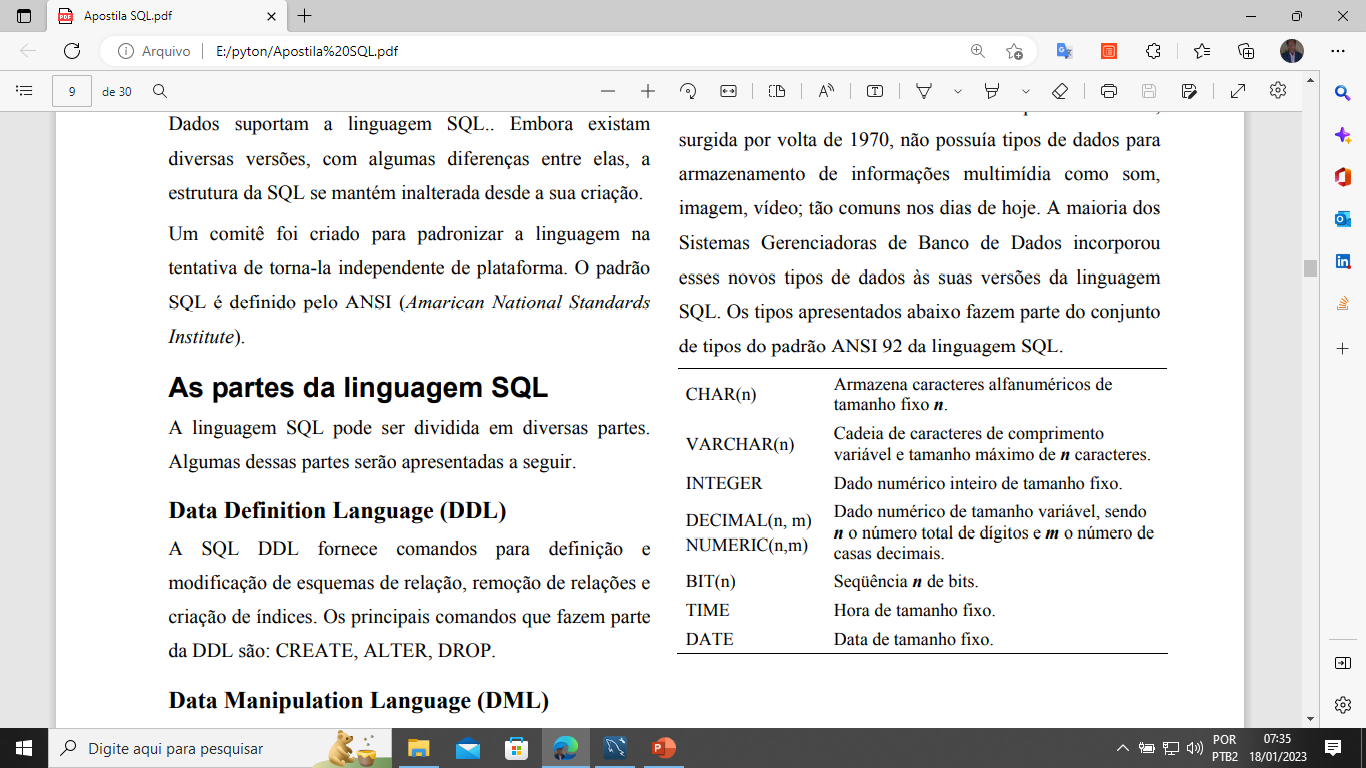 Apostila SQL.pdf
Arquivo
E:/pyton/Apostila%20SQL.pdf
9
de 30
Dados suportam a linguagem SQL.. Embora existam
diversas versões, com algumas diferenças entre elas, a
estrutura da SQL se mantém inalterada desde a sua criação.
Um comitê foi criado para padronizar a linguagem na
tentativa de torna-la independente de plataforma. O padrão
SQL é definido pelo ANSI (Amarican National Standards
Institute).
As partes da linguagem SQL
A linguagem SQL pode ser dividida em diversas partes.
Algumas dessas partes serão apresentadas a seguir.
Data Definition Language (DDL)
A SQL DDL fornece comandos para definição e
modificação de esquemas de relação, remoção de relações e
criação de índices. Os principais comandos que fazem parte
da DDL são: CREATE, ALTER, DROP.
Data Manipulation Language (DML)
surgida por volta de 1970, não possuía tipos de dados para
armazenamento de informações multimídia como som,
imagem, vídeo; tão comuns nos dias de hoje. A maioria dos
Sistemas Gerenciadoras de Banco de Dados incorporou
esses novos tipos de dados às suas versões da linguagem
SQL. Os tipos apresentados abaixo fazem parte do conjunto
de tipos do padrão ANSI 92 da linguagem SQL.
CHAR(n)
Armazena caracteres alfanuméricos de
tamanho fixo n.
VARCHAR(n)
Cadeia de caracteres de comprimento
variável e tamanho máximo de n caracteres.
INTEGER
Dado numérico inteiro de tamanho fixo.
DECIMAL(n, m)
NUMERIC(n,m)
Dado numérico de tamanho variável, sendo
n o número total de dígitos e m o número de
casas decimais.
BIT(n)
Seqüência n de bits.
TIME
Hora de tamanho fixo.
DATE
Data de tamanho fixo.
Digite aqui para pesquisar
POR
PTB2
07:35
18/01/2023